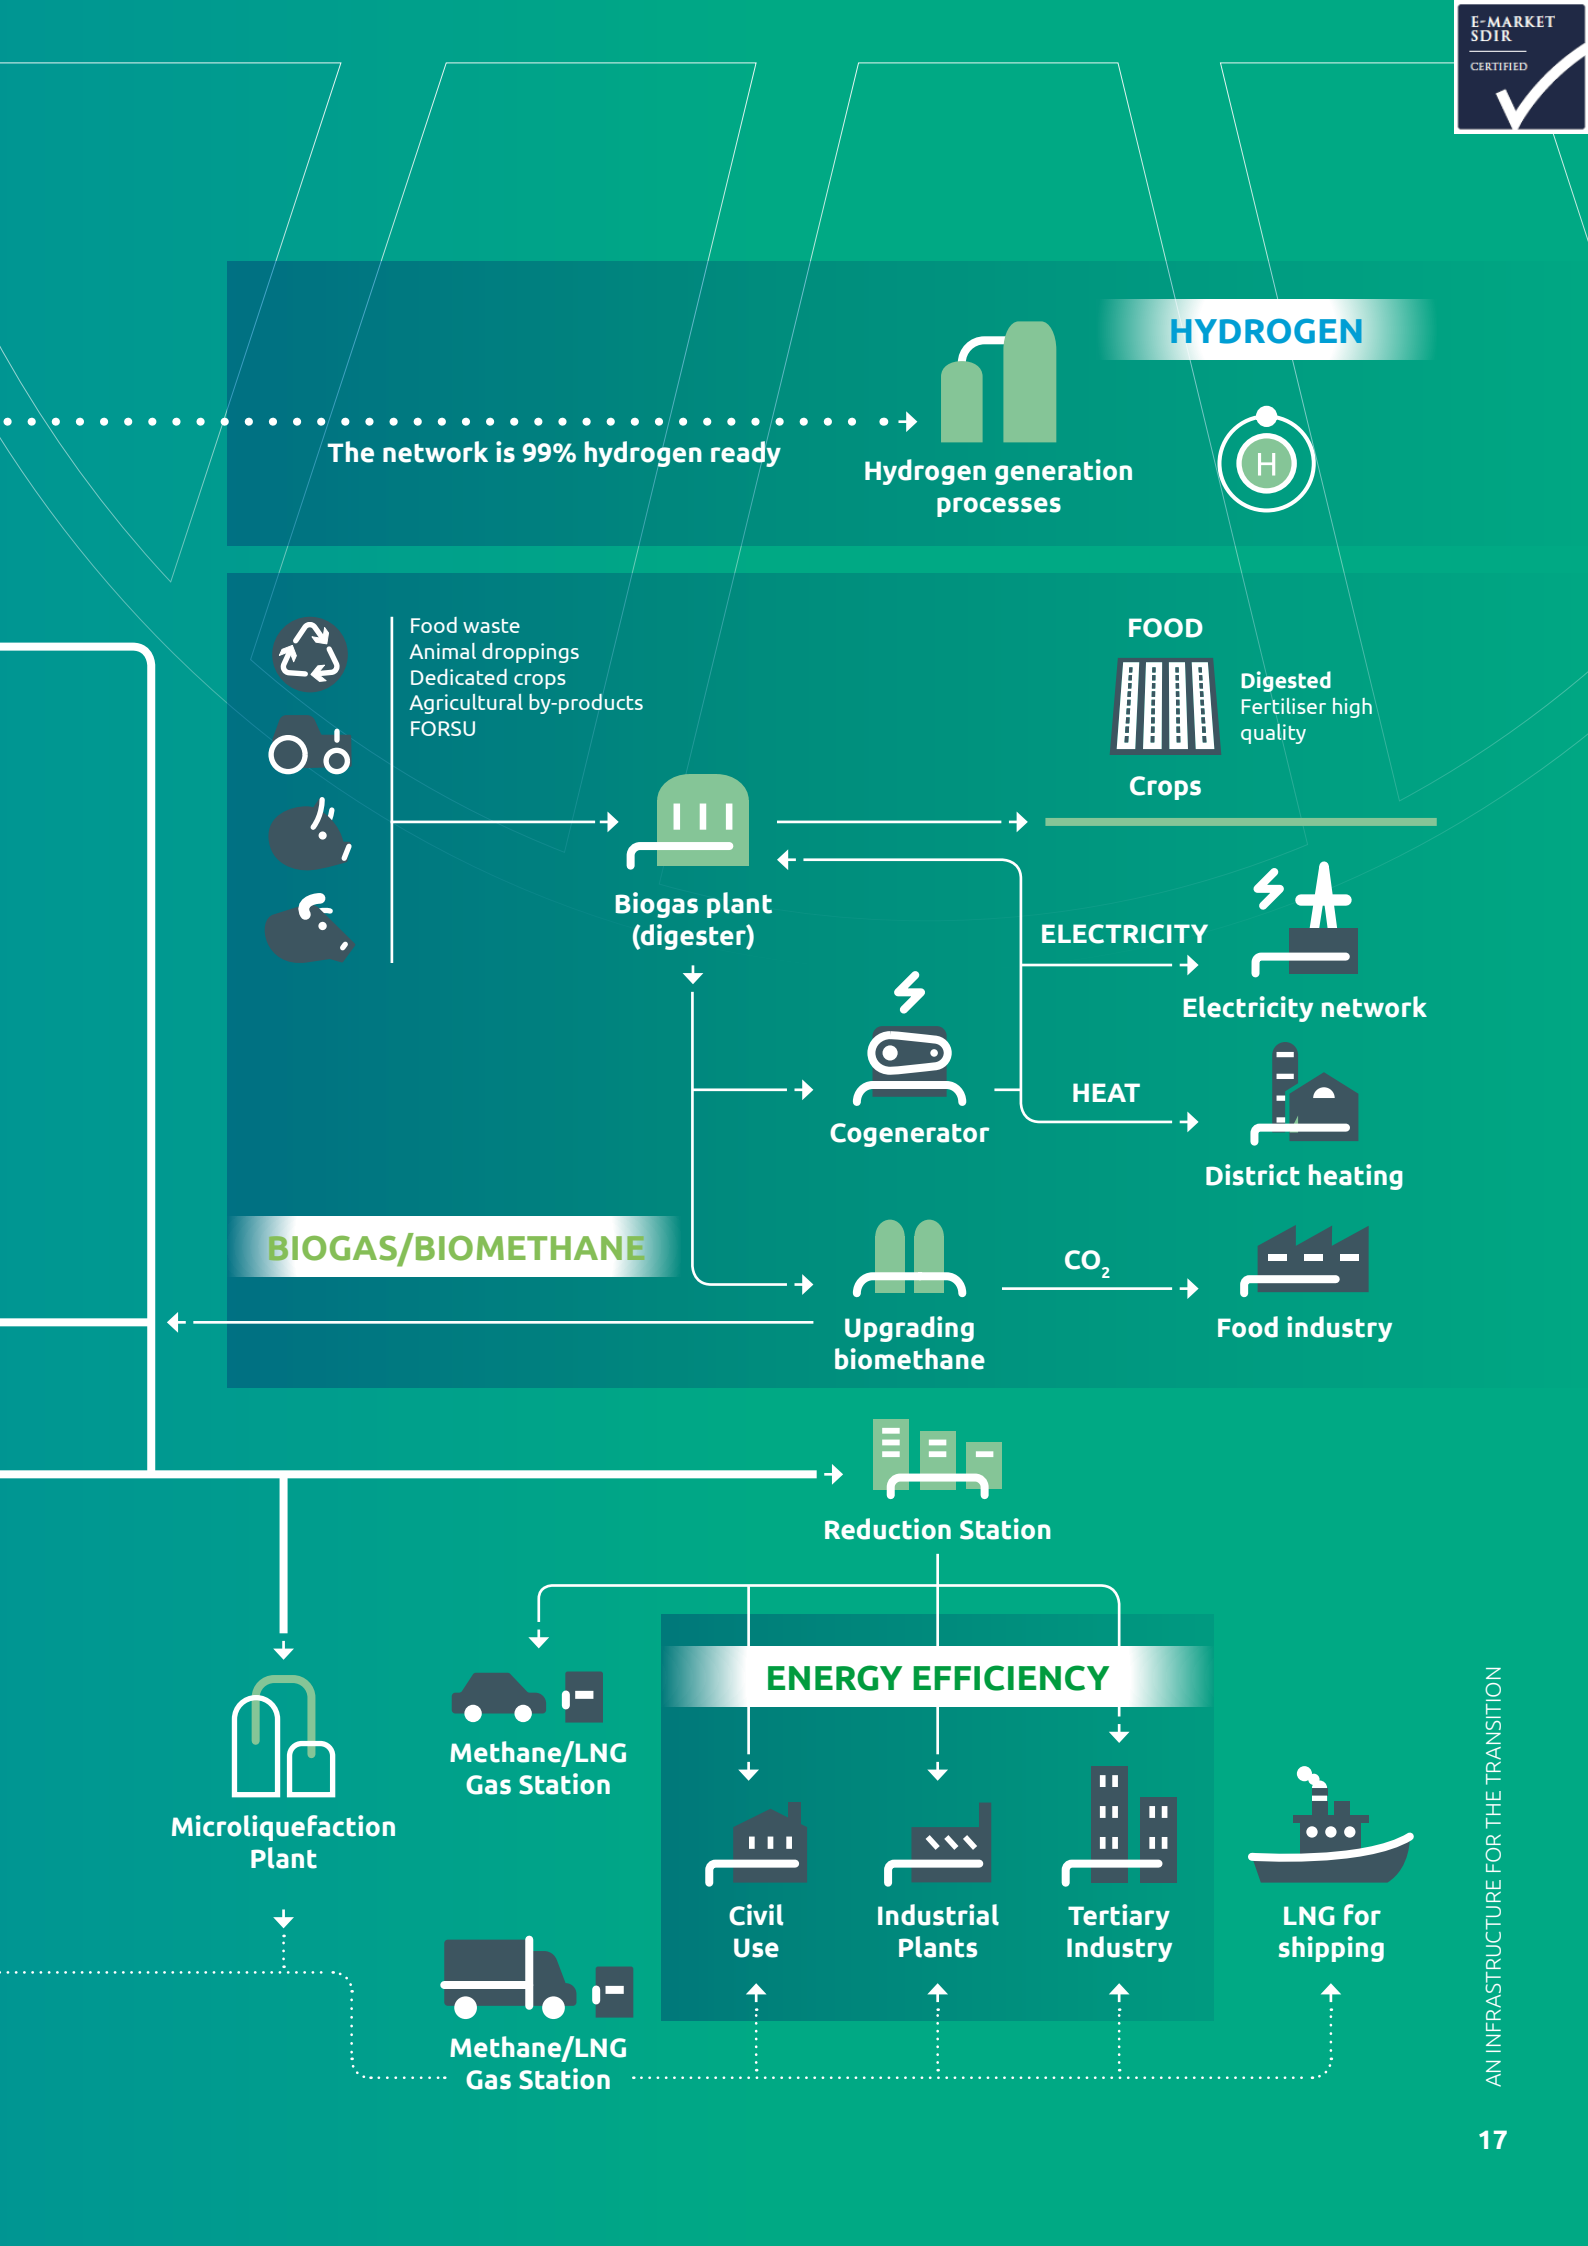 E-MARKET
SDIR
CERTIFIED
HYDROGEN
The network is 99% hydrogen ready
Hydrogen generation
processes
H
Food waste
Animal droppings
Dedicated crops
Agricultural by-products
FORSU
FOOD
Digested
Fertiliser high
quality
Crops
Biogas plant
(digester)
ELECTRICITY
Electricity network
Cogenerator
HEAT
District heating
BIOGAS/BIOMETHANE
CO2
Upgrading
biomethane
Food industry
Reduction Station
ENERGY EFFICIENCY
Methane/LNG
Gas Station
Microliquefaction
Plant
Civil
Use
Industrial
Plants
Tertiary
Industry
LNG for
shipping
Methane/LNG
Gas Station
AN INFRASTRUCTURE FOR THE TRANSITION
17